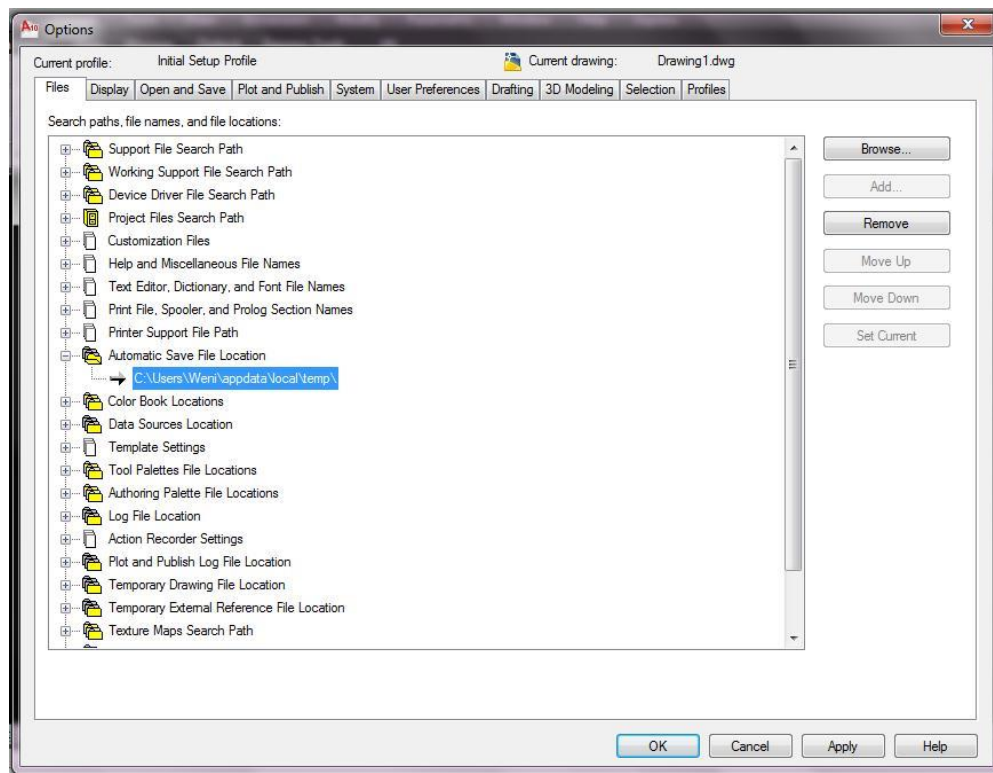 A10 Options
Current profile: Initial Setup Profile Current drawing: Drawing1.dwg
Files Display Open and Save Plot and Publish System User Preferences Drafting 3D Modeling Selection Profiles
Search paths, file names, and file locations:
Support File Search Path
Working Support File Search Path
Device Driver File Search Path
Project Files Search Path
Customization Files
Help and Miscellaneous File Names
Text Editor, Dictionary, and Font File Names
Print File, Spooler, and Prolog Section Names
Printer Support File Path
Automatic Save File Location
C:\Users\Weni\appdata\local\temp\
Color Book Locations
Data Sources Location
Template Settings
Tool Palettes File Locations
Authoring Palette File Locations
Log File Location
Action Recorder Settings
Plot and Publish Log File Location
Temporary Drawing File Location
Temporary External Reference File Location
Texture Maps Search Path
Browse...
Add...
Remove
Move Up
Move Down
Set Current
OK Cancel Apply Help